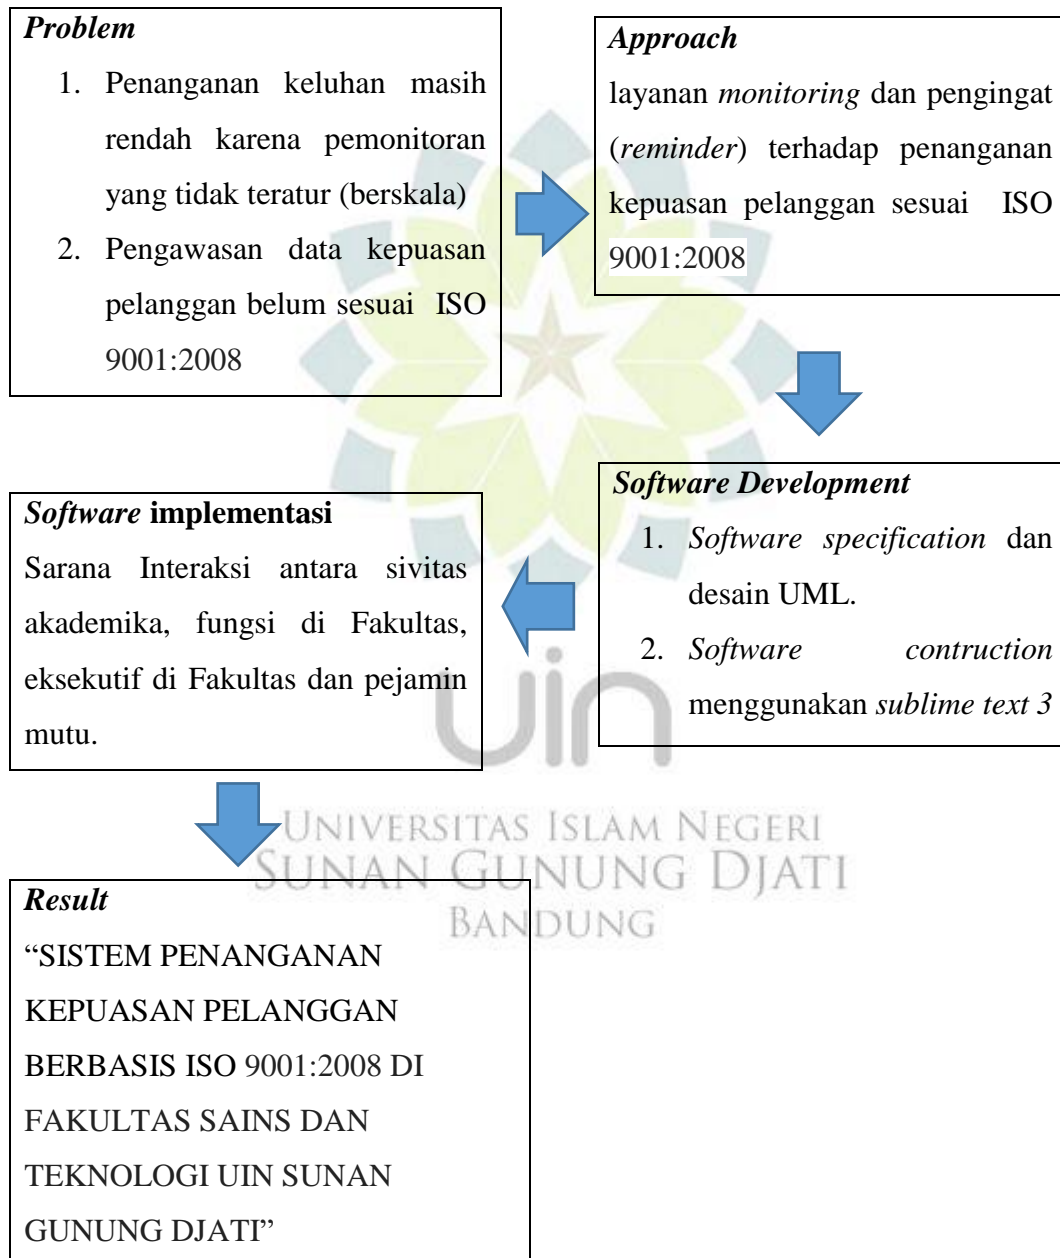 Problem
1. Penanganan keluhan masih
rendah karena pemonitoran
yang tidak teratur (berskala)
2. Pengawasan data kepuasan
pelanggan belum sesuai ISO
9001:2008
Approach
layanan monitoring dan pengingat
(reminder) terhadap penanganan
kepuasan pelanggan sesuai ISO
9001:2008
Software Development
1. Software specification dan
desain UML.
2. Software contruction
menggunakan sublime text 3
Software implementasi
Sarana Interaksi antara sivitas
akademika, fungsi di Fakultas,
eksekutif di Fakultas dan pejamin
mutu.
Result
“SISTEM PENANGANAN
KEPUASAN PELANGGAN
BERBASIS ISO 9001:2008 DI
FAKULTAS SAINS DAN
TEKNOLOGI UIN SUNAN
GUNUNG DJATI”
uin
UNIVERSITAS ISLAM NEGERI
SUNAN GUNUNG DJATI
BANDUNG